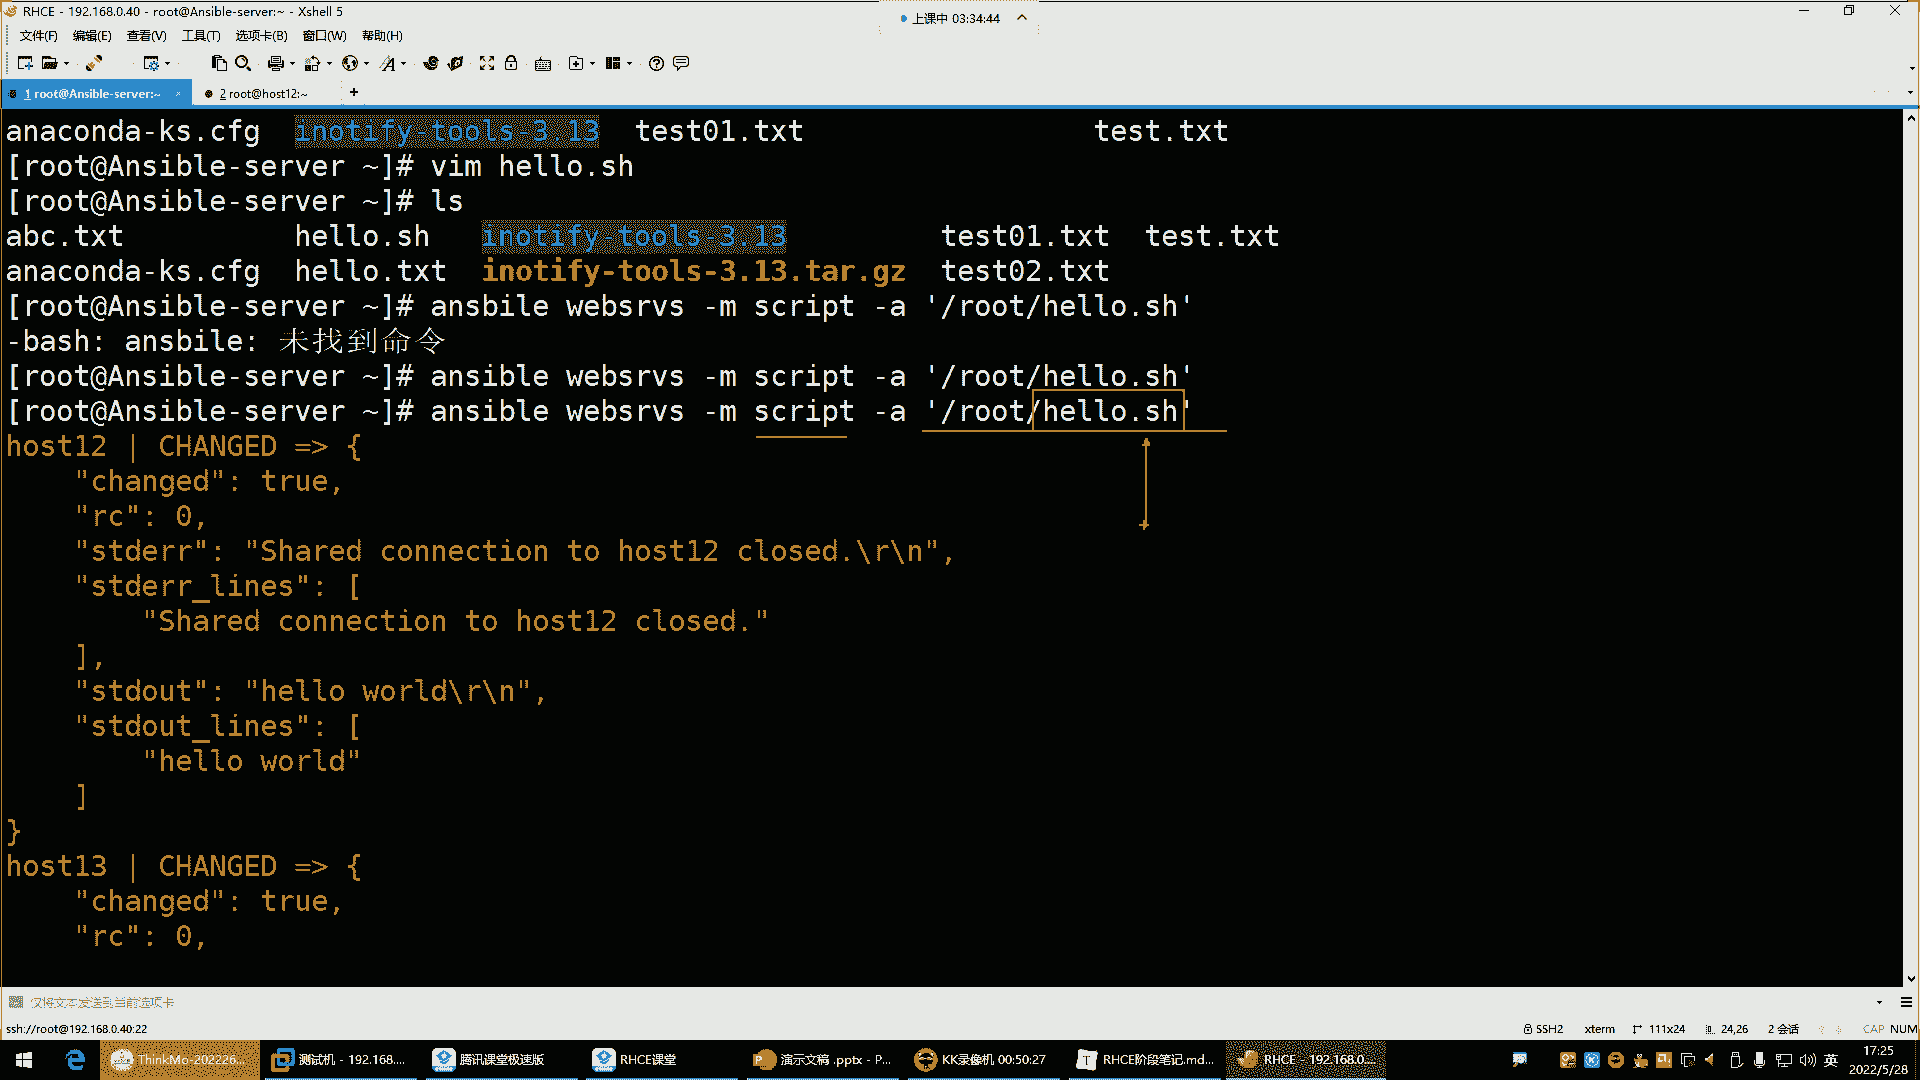 RHCE - 192.168.0.40 - root@Ansible-server:~ - Xshell 5
上课中 03:34:44
文件(F) 编辑(E) 查看(V) 工具(T) 选项卡(B) 窗口(W) 帮助(H)
1 root@Ansible-server:~ × 2 root@host12:~ +
anaconda-ks.cfg inotify-tools-3.13 test01.txt test.txt
[root@Ansible-server ~]# vim hello.sh
[root@Ansible-server ~]# ls
abc.txt hello.sh inotify-tools-3.13 test01.txt test.txt
anaconda-ks.cfg hello.txt inotify-tools-3.13.tar.gz test02.txt
[root@Ansible-server ~]# ansbile websrvs -m script -a '/root/hello.sh'
-bash: ansbile: 未找到命令
[root@Ansible-server ~]# ansible websrvs -m script -a '/root/hello.sh'
[root@Ansible-server ~]# ansible websrvs -m script -a '/root/hello.sh'
host12 | CHANGED => {
    "changed": true,
    "rc": 0,
    "stderr": "Shared connection to host12 closed.\r\n",
    "stderr_lines": [
        "Shared connection to host12 closed."
    ],
    "stdout": "hello world\r\n",
    "stdout_lines": [
        "hello world"
    ]
}
host13 | CHANGED => {
    "changed": true,
    "rc": 0,
仅将文本发送到当前选项卡
ssh://root@192.168.0.40:22 SSH2 xterm 111x24 24,26 2 会话 CAP NUM
ThinkMo-202226... 测试机 - 192.168.... 腾讯课堂极速版 RHCE课堂 演示文稿 .pptx - P... KK录像机 00:50:27 RHCE阶段笔记.md... RHCE - 192.168.0.... 英 17:25
2022/5/28